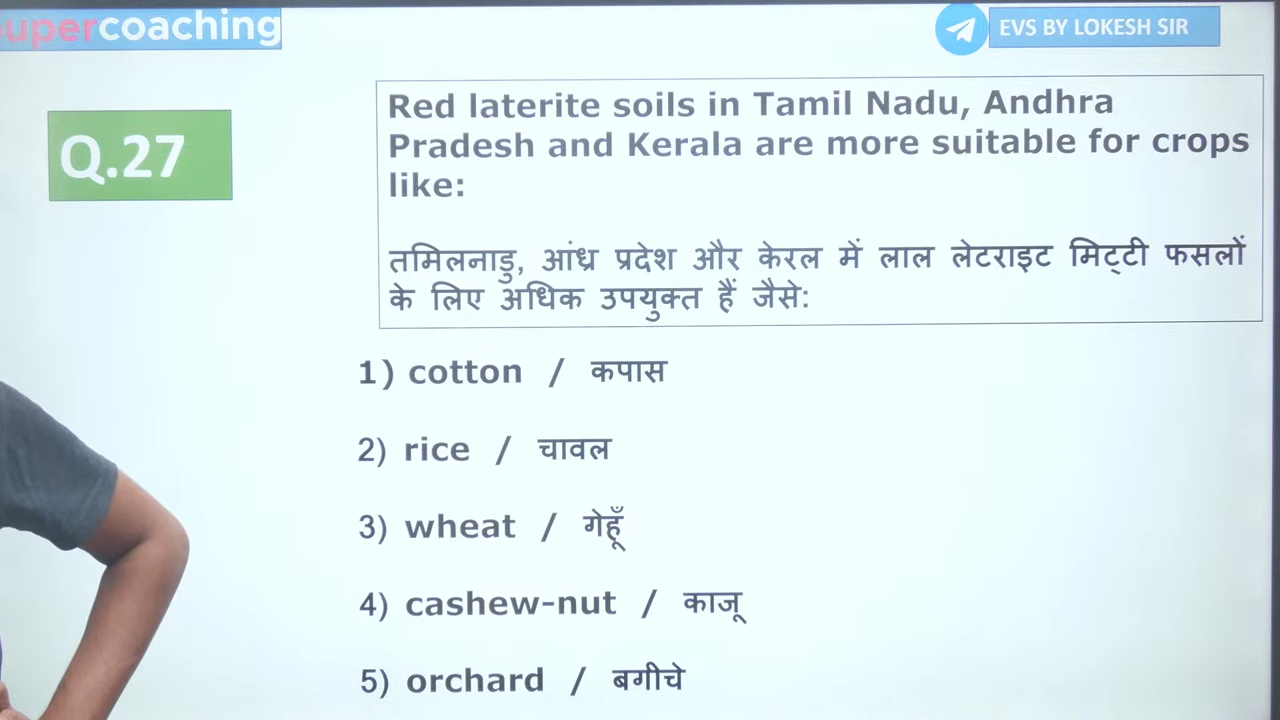 supercoaching
EVS BY LOKESH SIR
Q.27
Red laterite soils in Tamil Nadu, Andhra
Pradesh and Kerala are more suitable for crops
like:
तमिलनाडु, आंध्र प्रदेश और केरल में लाल लेटराइट मिट्टी फसलों
के लिए अधिक उपयुक्त हैं जैसे:
1) cotton / कपास
2) rice / चावल
3) wheat / गेहूँ
4) cashew-nut / काजू
5) orchard / बगीचे